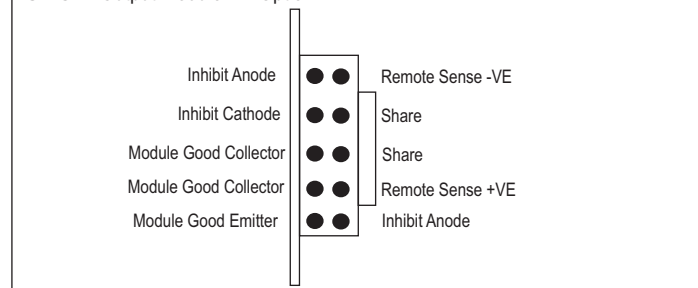 Inhibit Anode Remote Sense -VE
Inhibit Cathode Share
Module Good Collector Share
Module Good Collector Remote Sense +VE
Module Good Emitter Inhibit Anode